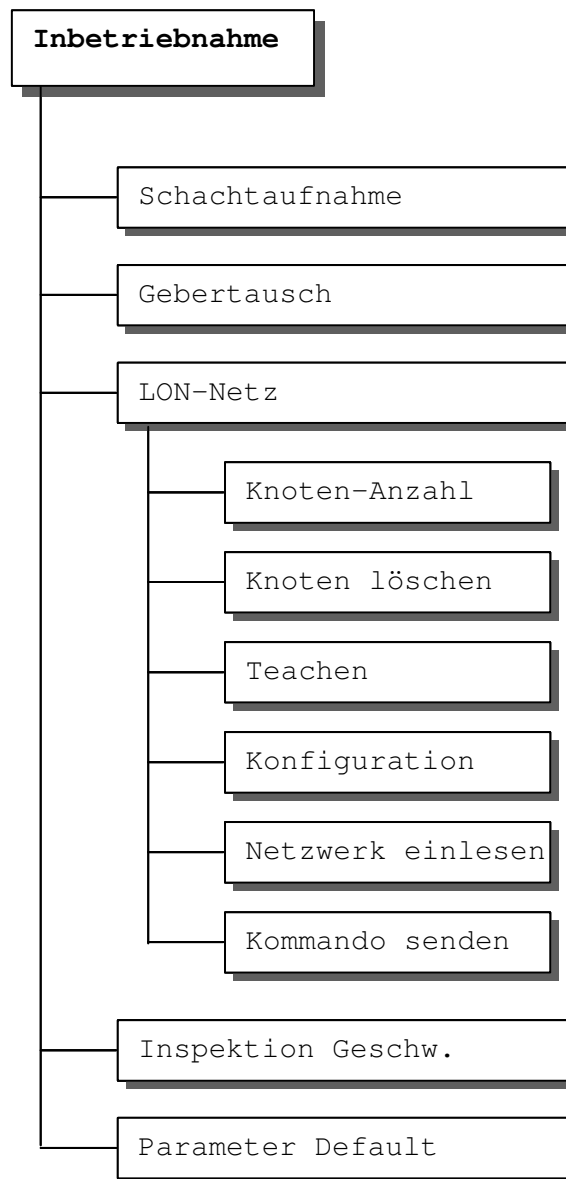 Inbetriebnahme
Schachtaufnahme
Gebertausch
LON-Netz
Knoten-Anzahl
Knoten löschen
Teachen
Konfiguration
Netzwerk einlesen
Kommando senden
Inspektion Geschw.
Parameter Default